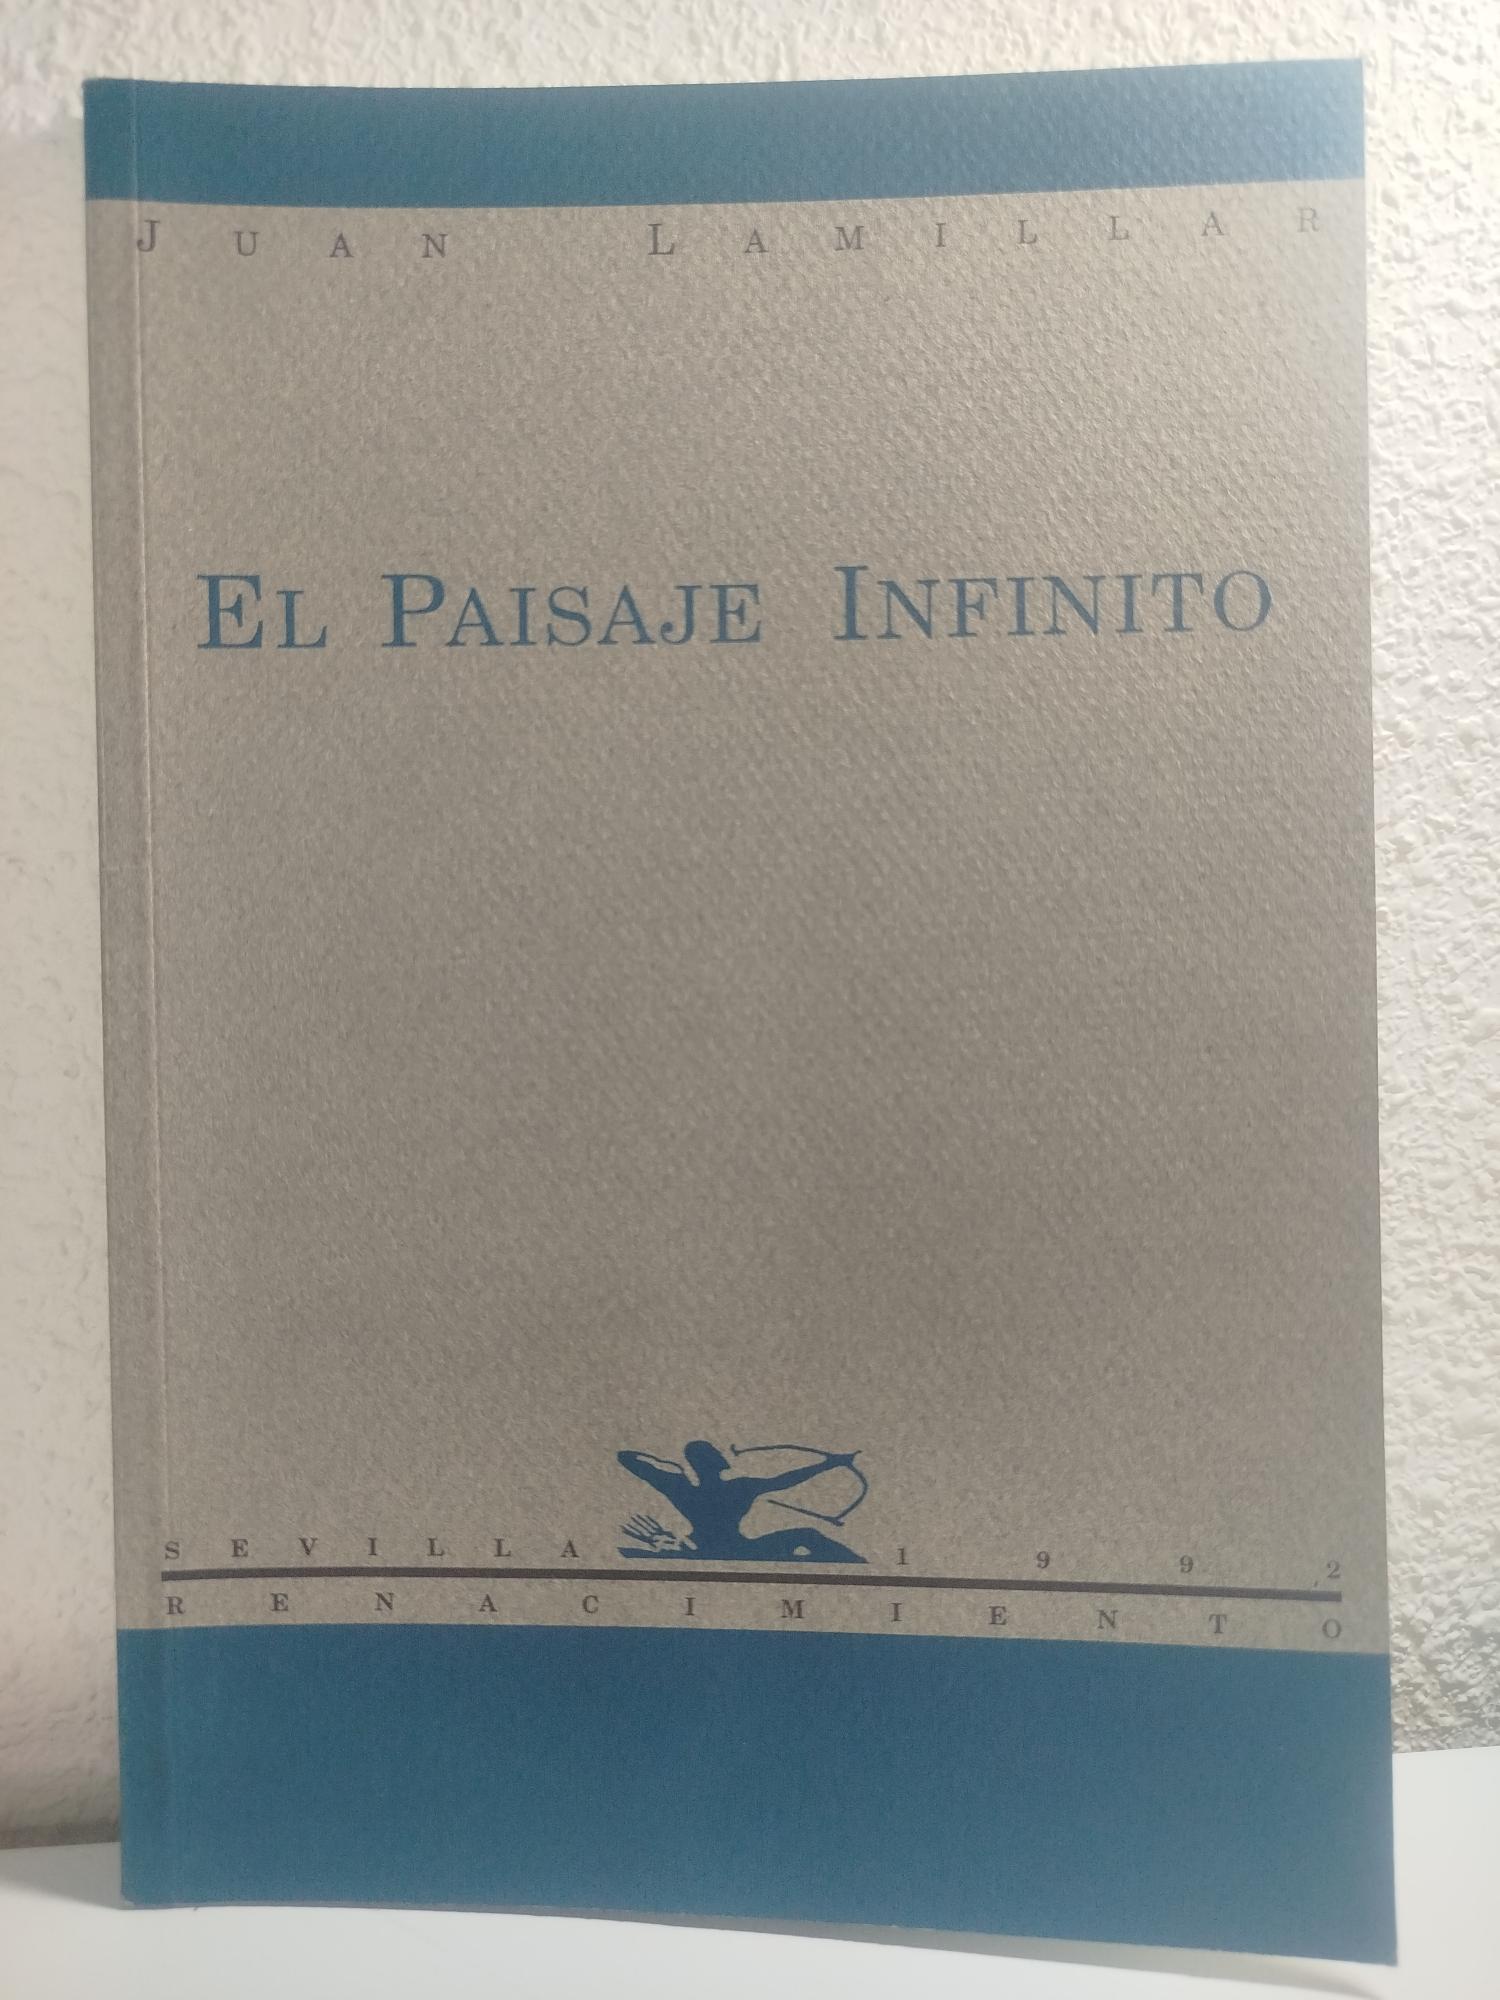 JUAN LAMILLAR
EL PAISAJE INFINITO
SEVILLA 1992
RENACIMIENTO